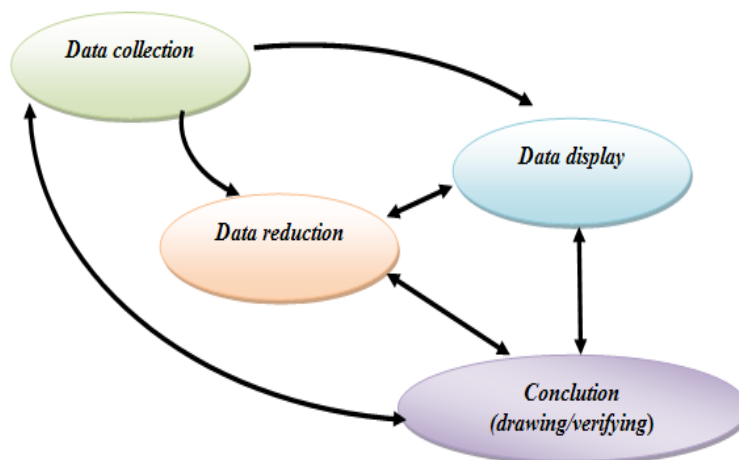 Data collection
Data display
Data reduction
Conclution
(drawing/verifying)